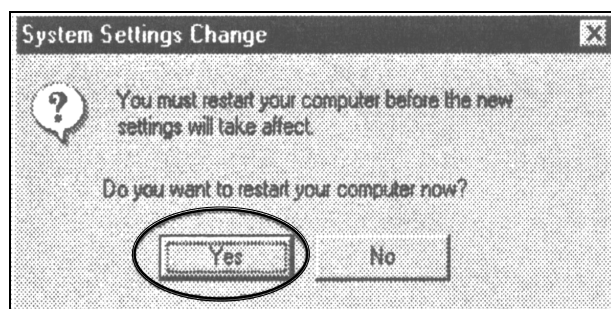 System Settings Change
You must restart your computer before the new
settings will take affect.
Do you want to restart your computer now?
Yes No